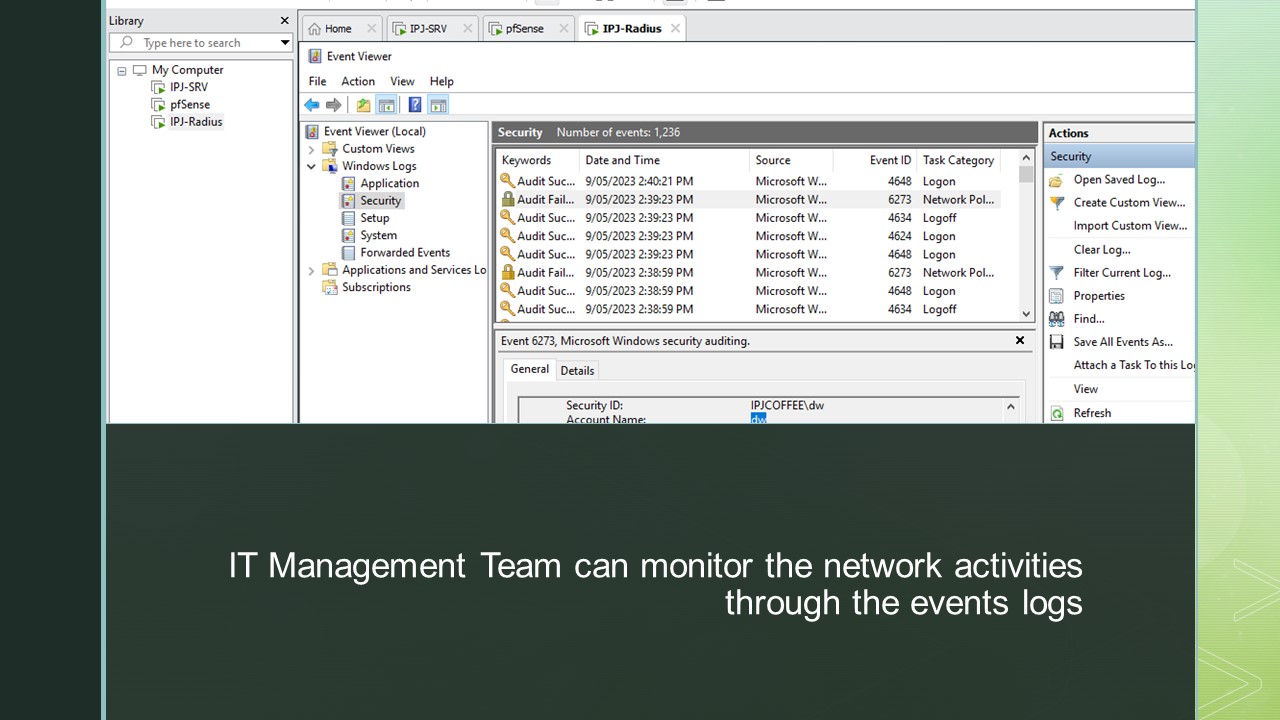 Library
Type here to search
My Computer
IPJ-SRV
pfSense
IPJ-Radius
Home
IPJ-SRV
pfSense
IPJ-Radius
Event Viewer
File Action View Help
Event Viewer (Local)
Custom Views
Windows Logs
Application
Security
Setup
System
Forwarded Events
Applications and Services Lo
Subscriptions
Security Number of events: 1,236
Keywords Date and Time Source Event ID Task Category
Audit Suc... 9/05/2023 2:40:21 PM Microsoft W... 4648 Logon
Audit Fail... 9/05/2023 2:39:23 PM Microsoft W... 6273 Network Pol...
Audit Suc... 9/05/2023 2:39:23 PM Microsoft W... 4634 Logoff
Audit Suc... 9/05/2023 2:39:23 PM Microsoft W... 4624 Logon
Audit Suc... 9/05/2023 2:39:23 PM Microsoft W... 4648 Logon
Audit Fail... 9/05/2023 2:38:59 PM Microsoft W... 6273 Network Pol...
Audit Suc... 9/05/2023 2:38:59 PM Microsoft W... 4648 Logon
Audit Suc... 9/05/2023 2:38:59 PM Microsoft W... 4634 Logoff
Event 6273, Microsoft Windows security auditing.
General Details
Security ID: IPJCOFFEE\dw
Account Name: dw
Actions
Security
Open Saved Log...
Create Custom View...
Import Custom View...
Clear Log...
Filter Current Log...
Properties
Find...
Save All Events As...
Attach a Task To this Lo
View
Refresh
IT Management Team can monitor the network activities
through the events logs